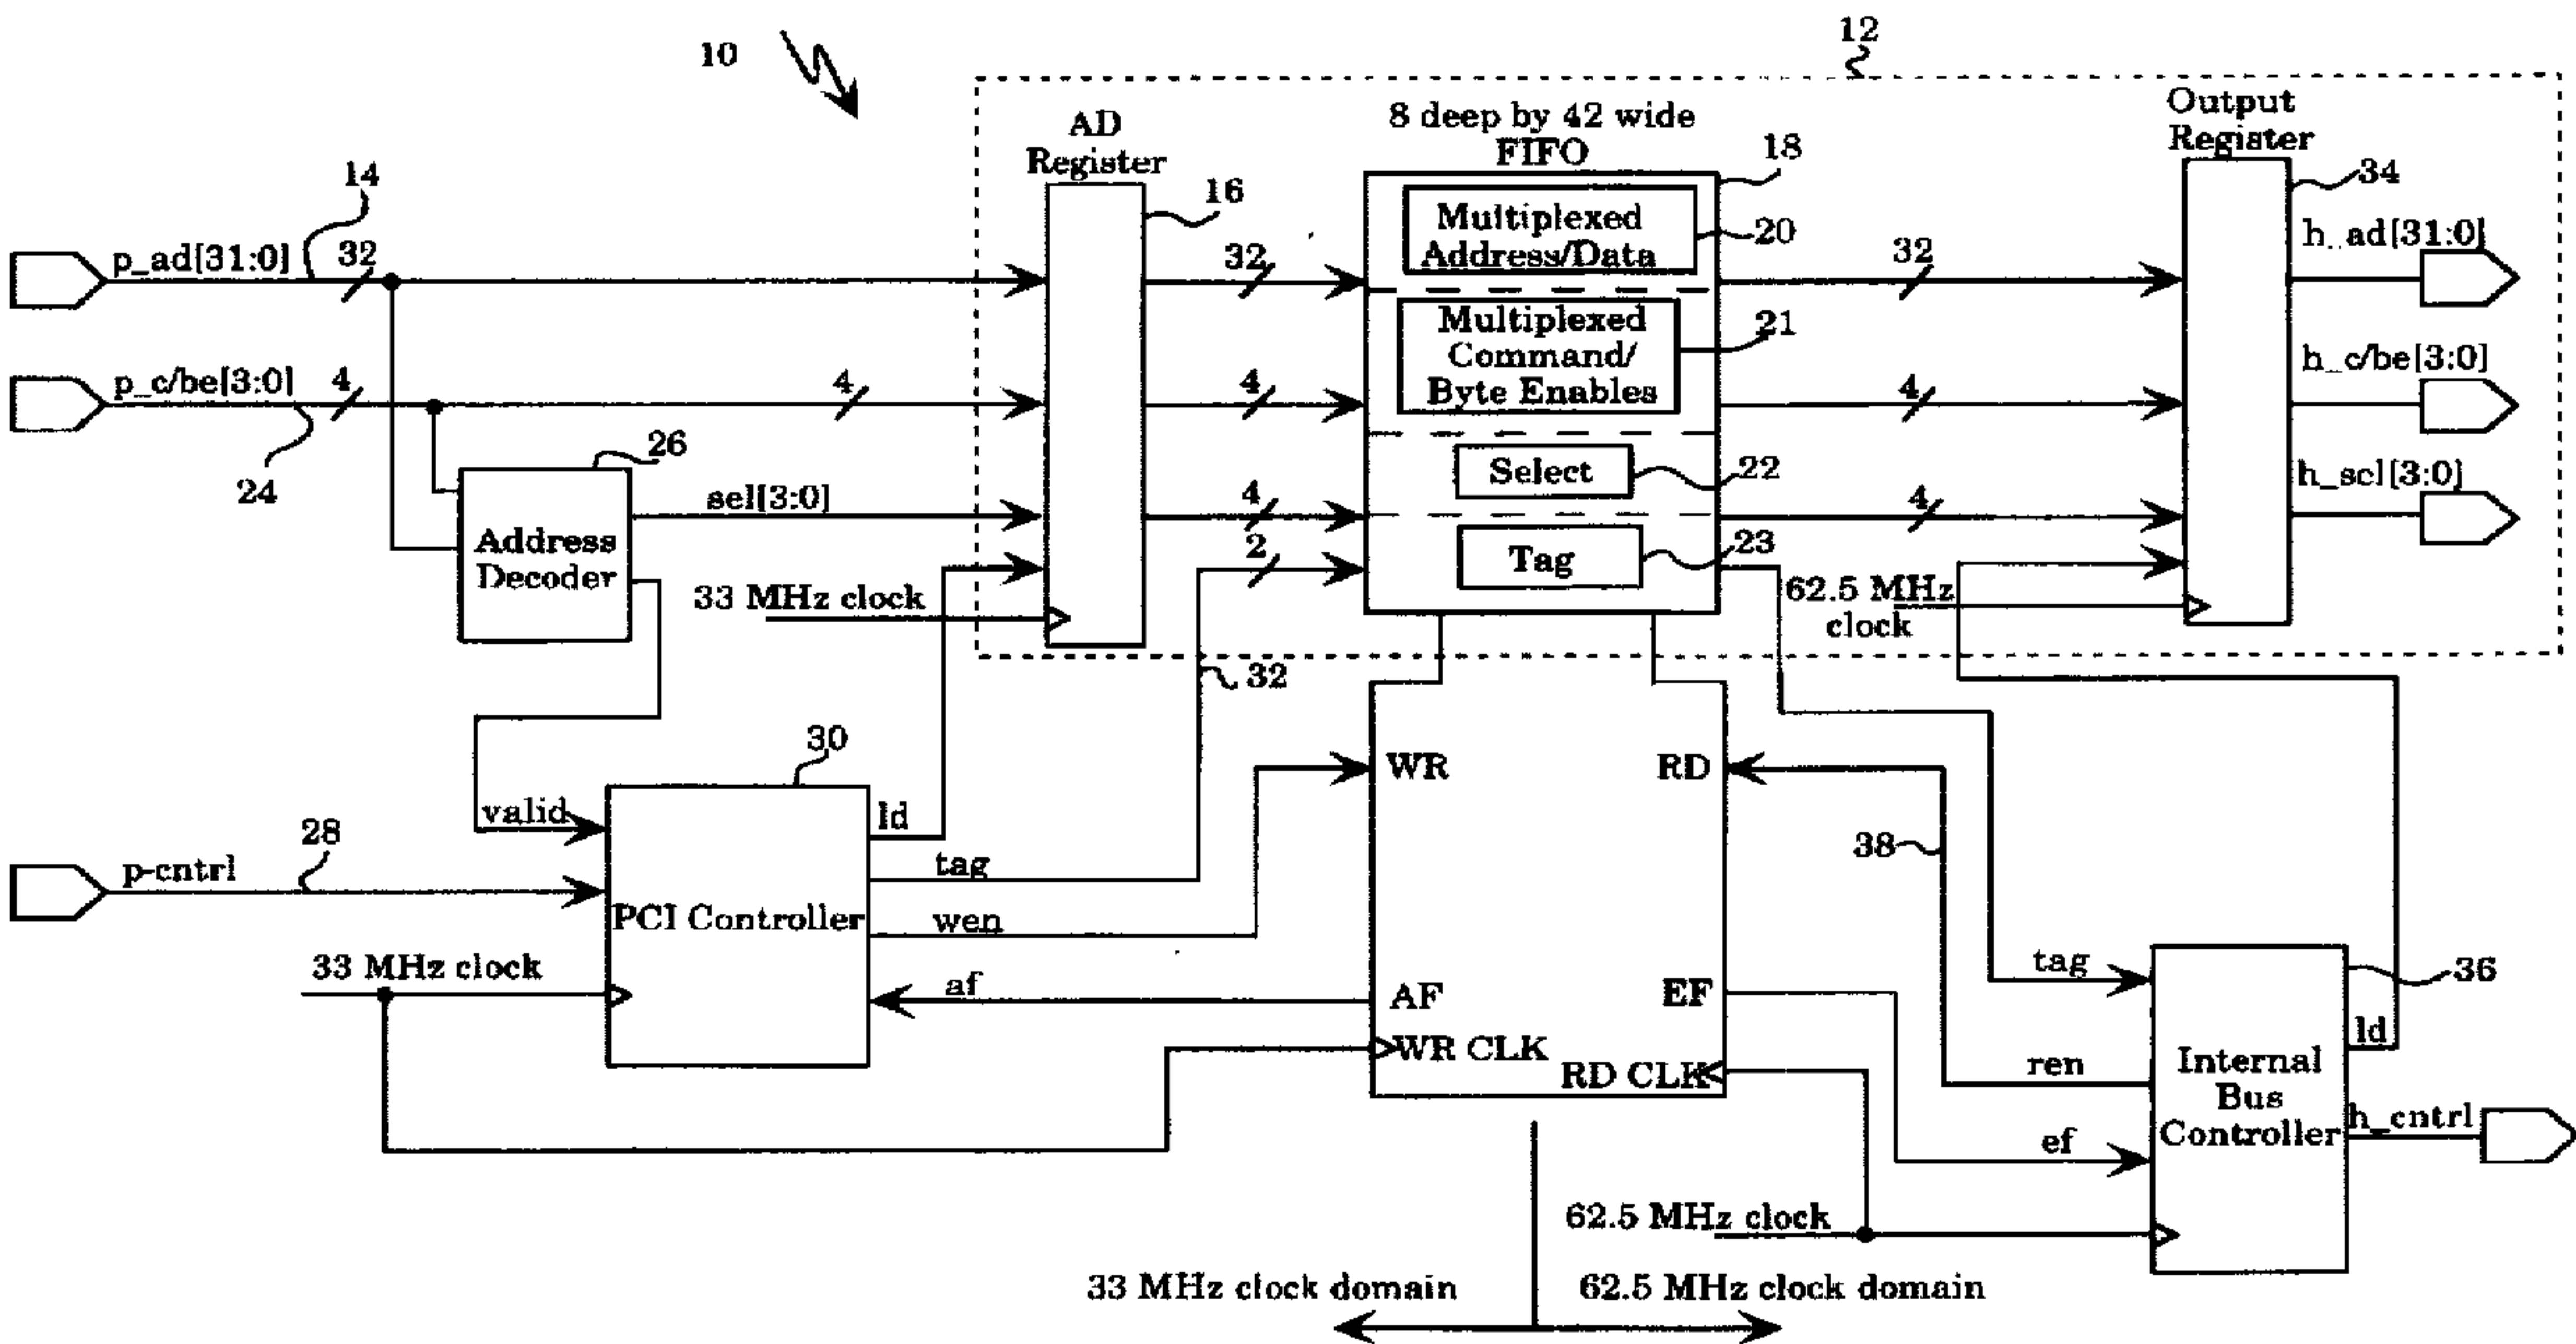 10
12
AD
Register
8 deep by 42 wide
FIFO
Output
Register
14
16
18
34
p_ad[31:0]
32
32
Multiplexed
Address/Data
20
32
h_ad[31:0]
p_c/be[3:0]
4
4
4
Multiplexed
Command/
Byte Enables
21
4
h_c/be[3:0]
24
26
Address
Decoder
sel[3:0]
4
Select
22
4
h_sel[3:0]
2
Tag
23
33 MHz clock
62.5 MHz
clock
32
30
valid
ld
WR
RD
28
p-cntrl
tag
38
PCI Controller
wen
33 MHz clock
af
AF
EF
tag
36
WR CLK
RD CLK
ld
ren
Internal
Bus
Controller
h_cntrl
ef
62.5 MHz clock
33 MHz clock domain
62.5 MHz clock domain